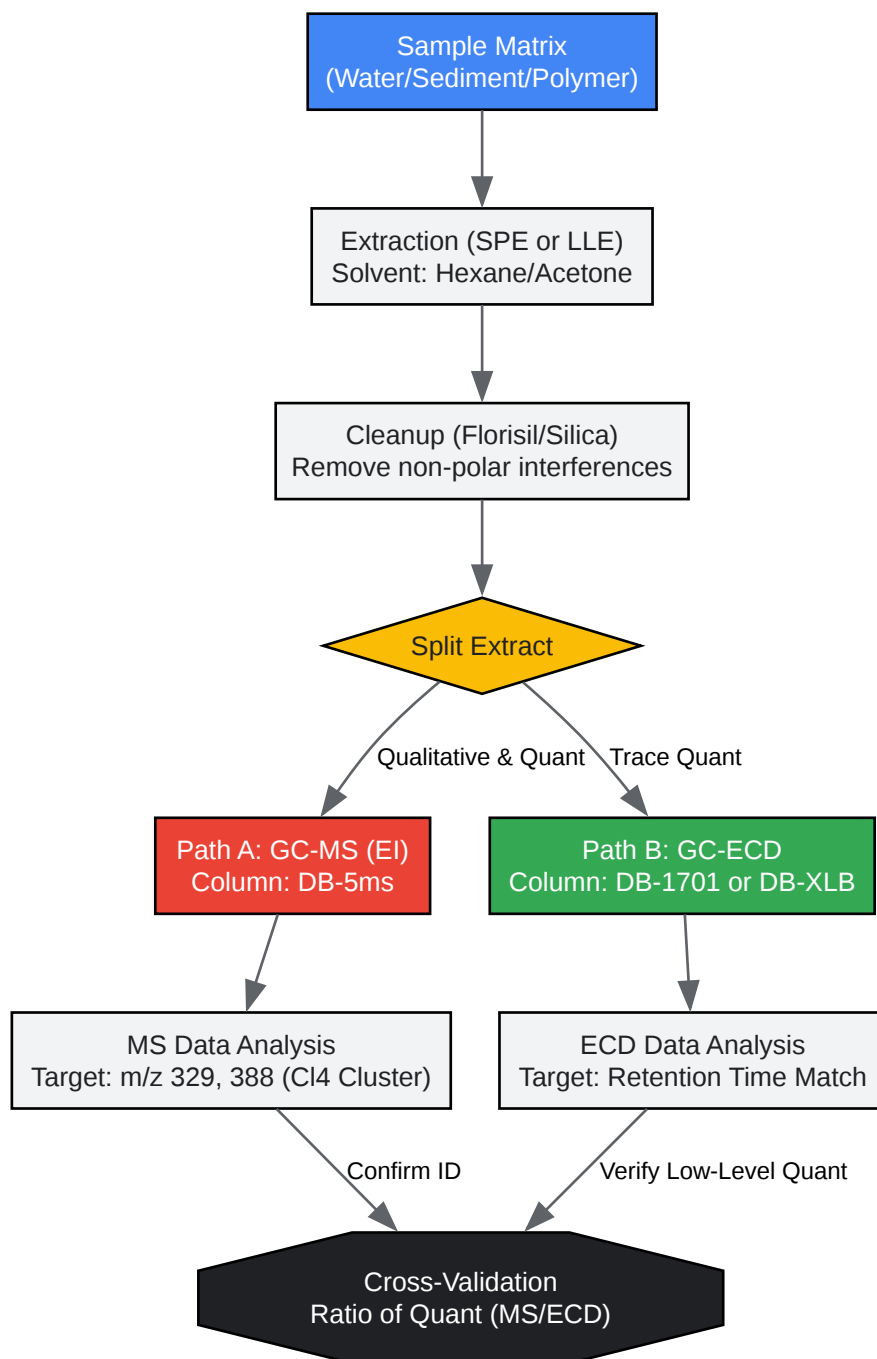 Sample Matrix
(Water/Sediment/Polymer)
Extraction (SPE or LLE)
Solvent: Hexane/Acetone
Cleanup (Florisil/Silica)
Remove non-polar interferences
Split Extract
Qualitative & Quant
Trace Quant
Path A: GC-MS (EI)
Column: DB-5ms
Path B: GC-ECD
Column: DB-1701 or DB-XLB
MS Data Analysis
Target: m/z 329, 388 (Cl4 Cluster)
ECD Data Analysis
Target: Retention Time Match
Confirm ID
Verify Low-Level Quant
Cross-Validation
Ratio of Quant (MS/ECD)